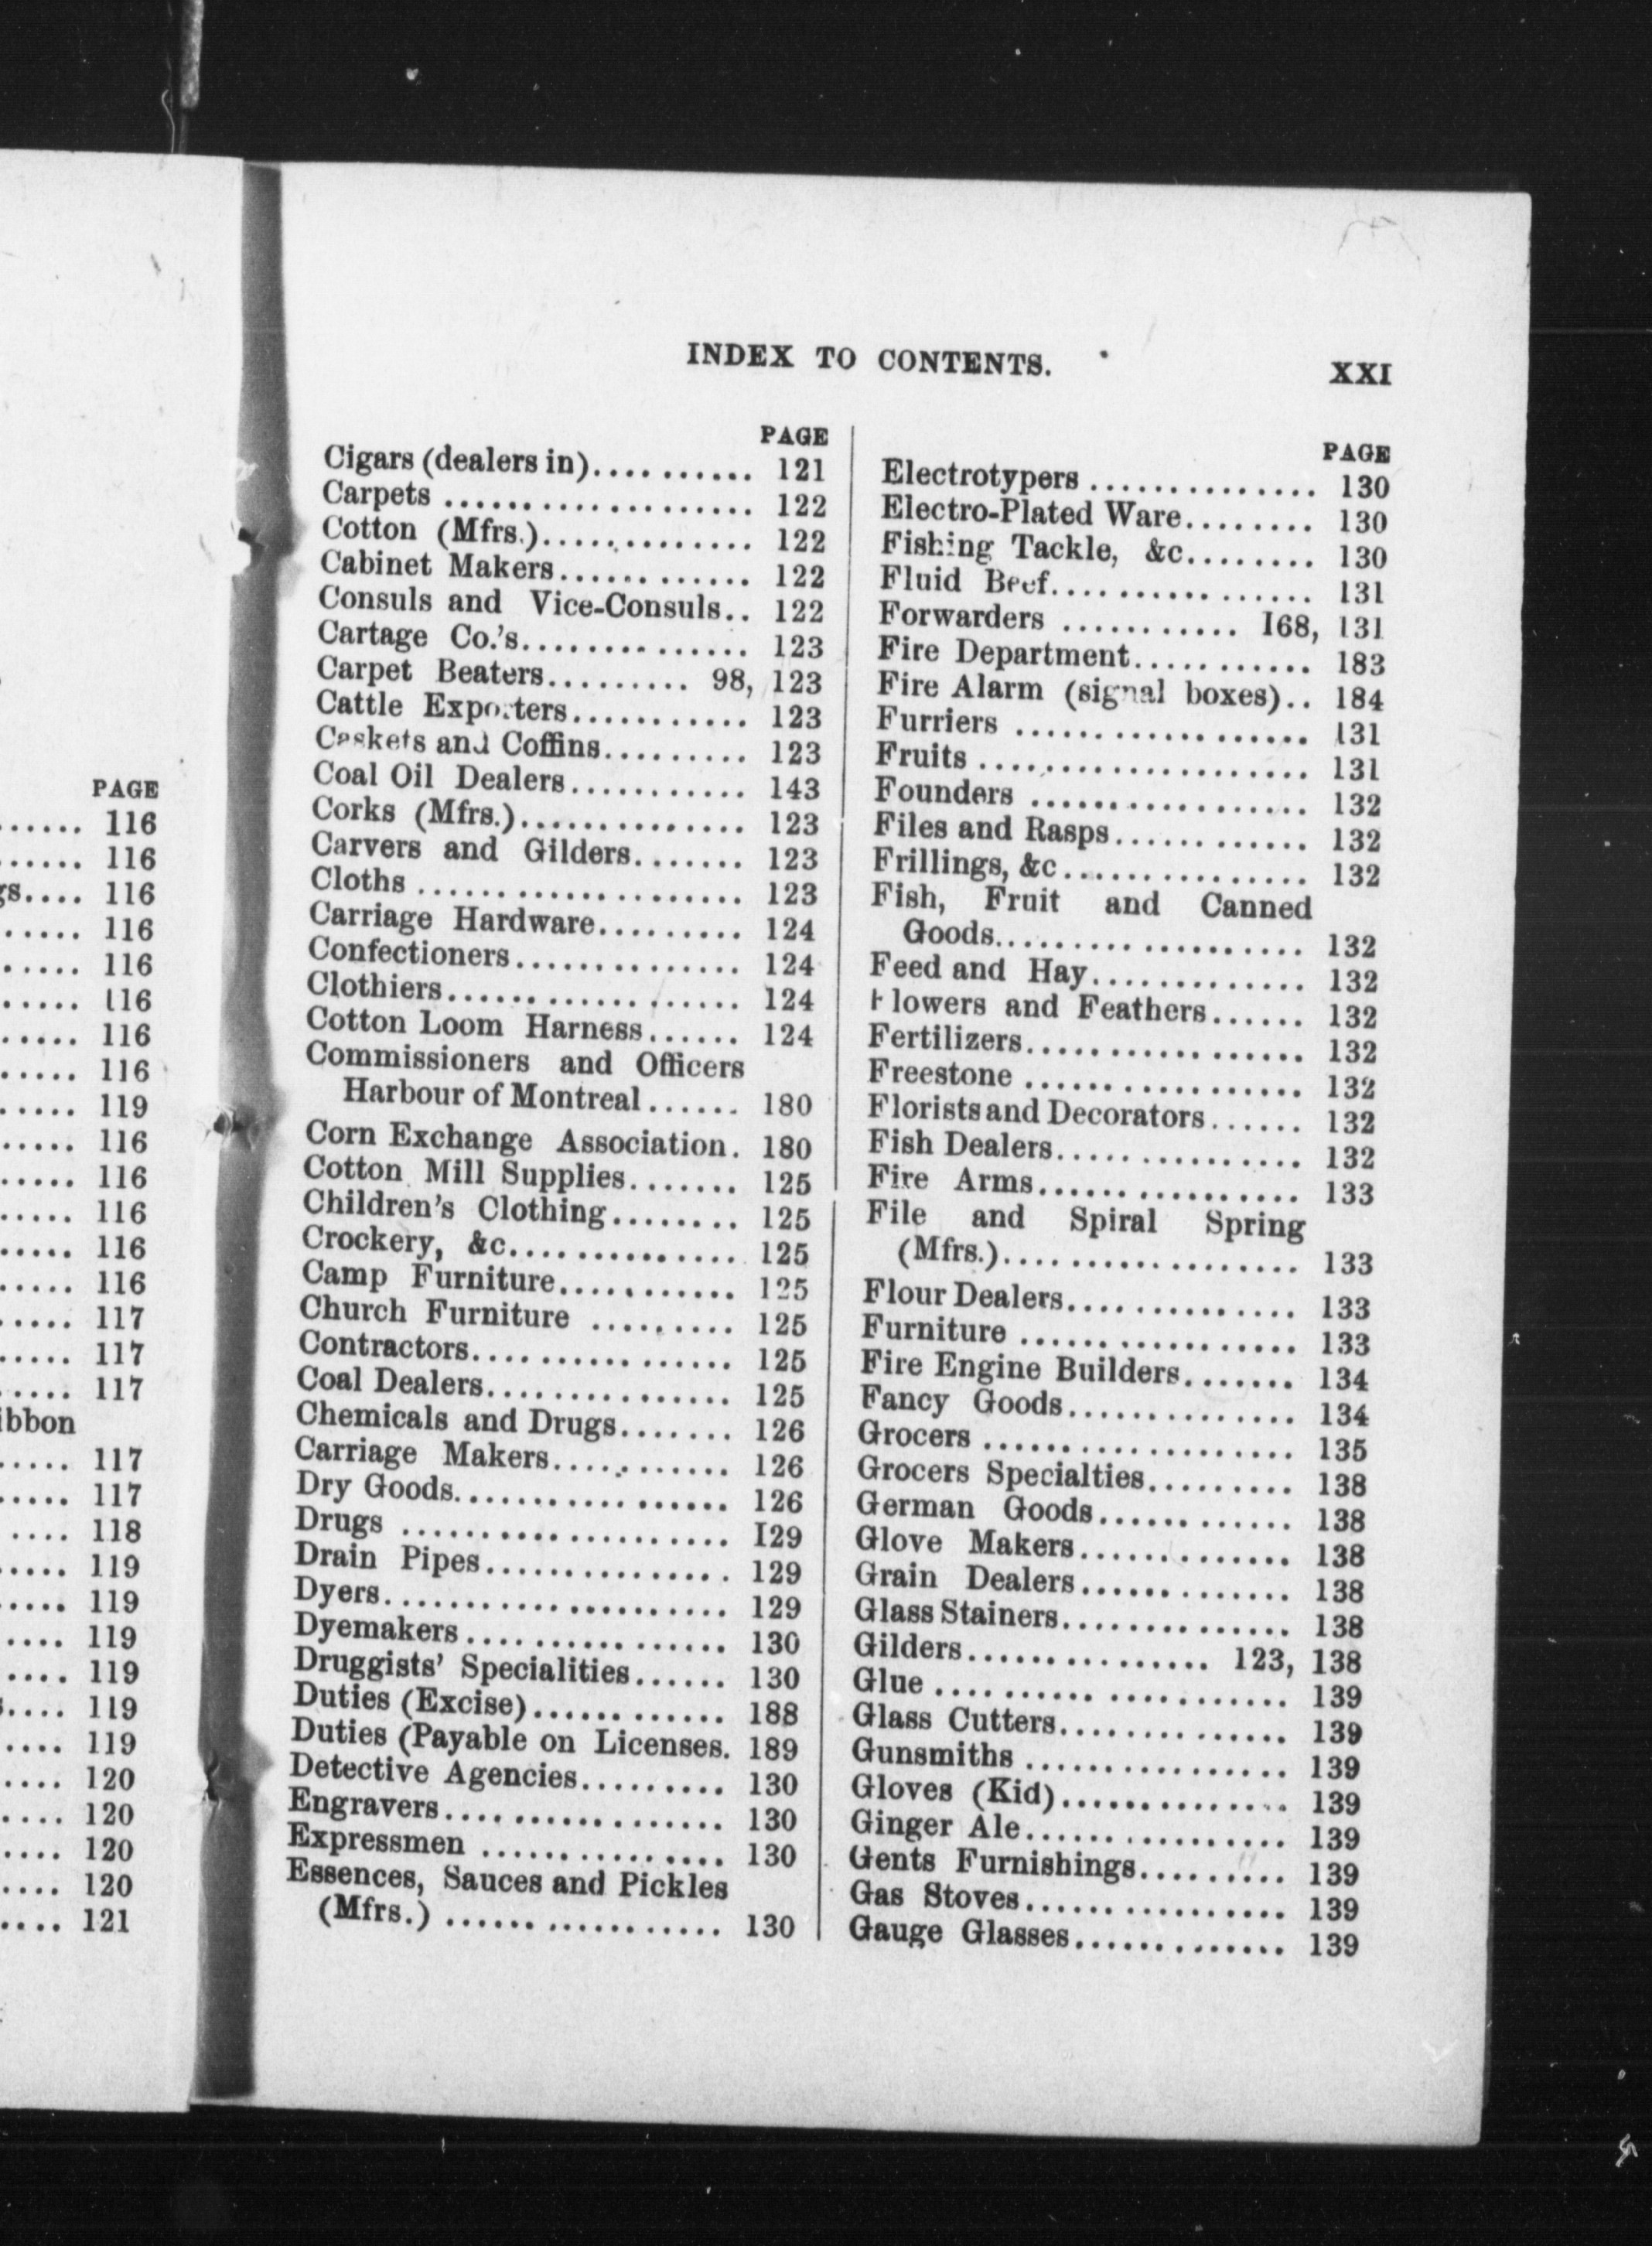 PAGE
...... 116
...... 116
gs.... 116
..... 116
..... 116
..... 116
..... 116
..... 116
..... 119
..... 116
..... 116
..... 116
..... 116
..... 116
..... 117
..... 117
..... 117
ibbon
..... 117
..... 117
.... 118
..... 119
..... 119
.... 119
.... 119
s.... 119
.... 119
.... 120
.... 120
.... 120
.... 120
.... 121
INDEX TO CONTENTS.
XXI
PAGE
Cigars (dealers in).......... 121
Carpets .................... 122
Cotton (Mfrs.)............. 122
Cabinet Makers............ 122
Consuls and Vice-Consuls.. 122
Cartage Co.'s.............. 123
Carpet Beaters......... 98, 123
Cattle Exporters........... 123
Caskets and Coffins......... 123
Coal Oil Dealers........... 143
Corks (Mfrs.).............. 123
Carvers and Gilders....... 123
Cloths ..................... 123
Carriage Hardware......... 124
Confectioners.............. 124
Clothiers................... 124
Cotton Loom Harness...... 124
Commissioners and Officers
Harbour of Montreal...... 180
Corn Exchange Association. 180
Cotton Mill Supplies....... 125
Children's Clothing........ 125
Crockery, &c.............. 125
Camp Furniture........... 125
Church Furniture ......... 125
Contractors................. 125
Coal Dealers............... 125
Chemicals and Drugs....... 126
Carriage Makers........... 126
Dry Goods................. 126
Drugs ..................... I29
Drain Pipes............... 129
Dyers...................... 129
Dyemakers................. 130
Druggists' Specialities...... 130
Duties (Excise)............ 188
Duties (Payable on Licenses. 189
Detective Agencies......... 130
Engravers.................. 130
Expressmen ............... 130
Essences, Sauces and Pickles
(Mfrs.) .................. 130
PAGE
Electrotypers .............. 130
Electro-Plated Ware........ 130
Fishing Tackle, &c........ 130
Fluid Beef................. 131
Forwarders ........... I68, 131
Fire Department........... 183
Fire Alarm (signal boxes).. 184
Furriers .................. 131
Fruits ..................... 131
Founders .................. 132
Files and Rasps............ 132
Frillings, &c............... 132
Fish, Fruit and Canned
Goods.................... 132
Feed and Hay............. 132
Flowers and Feathers...... 132
Fertilizers.................. 132
Freestone .................. 132
Florists and Decorators...... 132
Fish Dealers............... 132
Fire Arms................. 133
File and Spiral Spring
(Mfrs.)................... 133
Flour Dealers.............. 133
Furniture .................. 133
Fire Engine Builders....... 134
Fancy Goods.............. 134
Grocers .................... 135
Grocers Specialties......... 138
German Goods............ 138
Glove Makers............. 138
Grain Dealers............. 138
Glass Stainers.............. 138
Gilders............... 123, 138
Glue ...................... 139
Glass Cutters.............. 139
Gunsmiths ................ 139
Gloves (Kid).............. 139
Ginger Ale................ 139
Gents Furnishings......... 139
Gas Stoves................ 139
Gauge Glasses............. 139